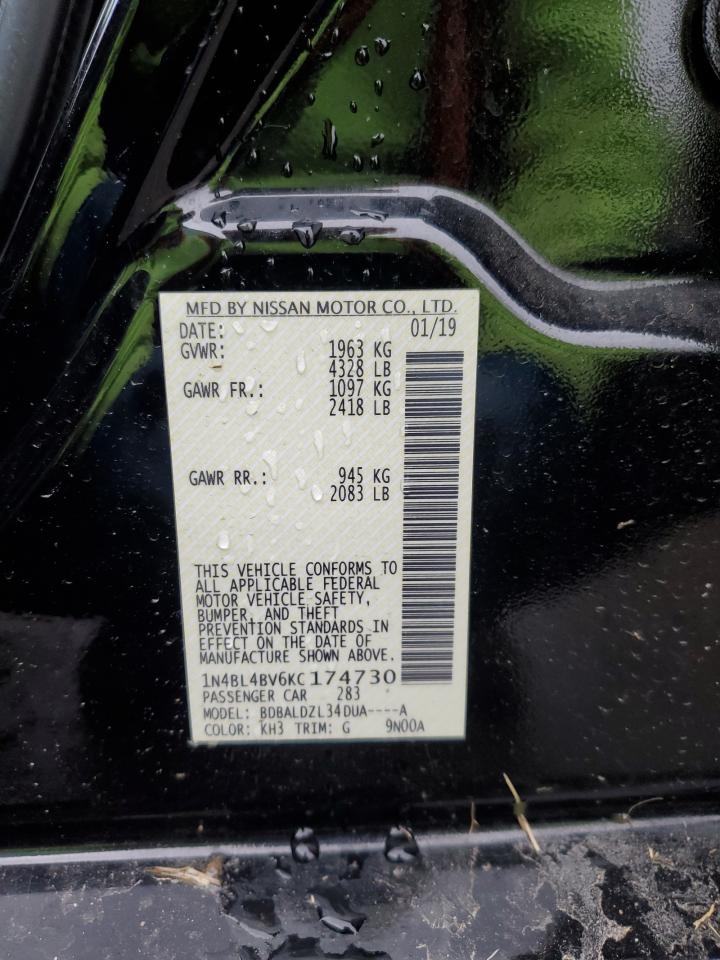 MFD BY NISSAN MOTOR CO., LTD.
DATE: 01/19
GVWR: 1963 KG
4328 LB
GAWR FR.: 1097 KG
2418 LB
GAWR RR.: 945 KG
2083 LB
THIS VEHICLE CONFORMS TO
ALL APPLICABLE FEDERAL
MOTOR VEHICLE SAFETY,
BUMPER, AND THEFT
PREVENTION STANDARDS IN
EFFECT ON THE DATE OF
MANUFACTURE SHOWN ABOVE.
1N4BL4BV6KC174730
PASSENGER CAR 283
MODEL: BDBALDZL34DUA----A
COLOR: KH3 TRIM: G 9N00A